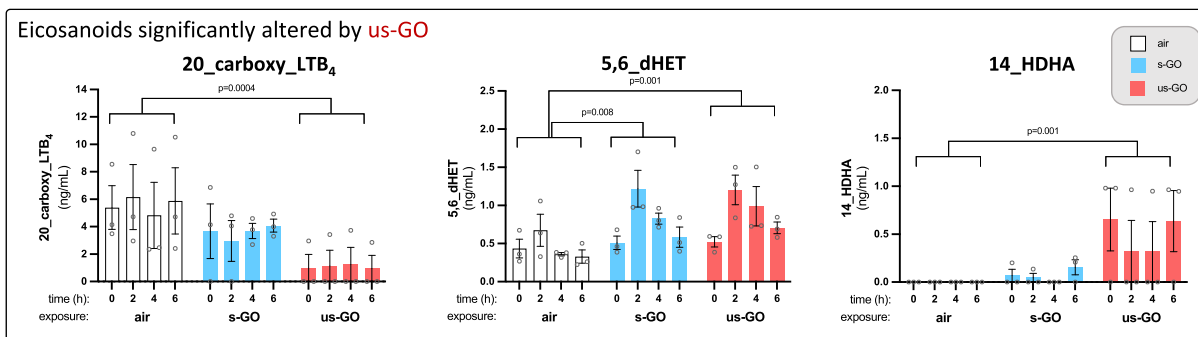 Eicosanoids significantly altered by us-GO
air
s-GO
us-GO
20_carboxy_LTB4
p=0.0004
20_carboxy_LTB4
(ng/mL)
14
12
10
8
6
4
2
0
time (h): 0 2 4 6 0 2 4 6 0 2 4 6
exposure: air s-GO us-GO
5,6_dHET
p=0.001
p=0.008
5,6_dHET
(ng/mL)
2.5
2.0
1.5
1.0
0.5
0.0
time (h): 0 2 4 6 0 2 4 6 0 2 4 6
exposure: air s-GO us-GO
14_HDHA
p=0.001
14_HDHA
(ng/mL)
2.0
1.5
1.0
0.5
0.0
time (h): 0 2 4 6 0 2 4 6 0 2 4 6
exposure: air s-GO us-GO